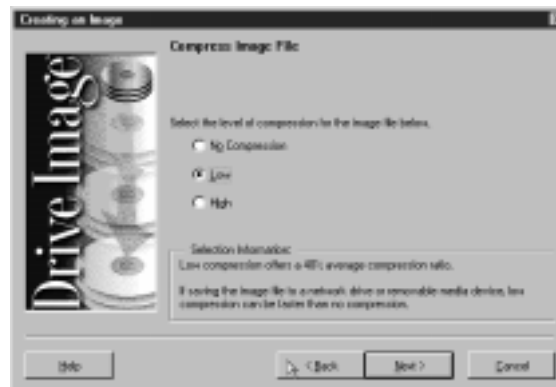 Creating an Image
Drive Image
Compress Image File
Select the level of compression for the image file below.
No Compression
Low
High
Selection Information:
Low compression offers a 40% average compression ratio.
If saving the image file to a network drive or removable media device, low
compression can be faster than no compression.
Help
< Back
Next >
Cancel